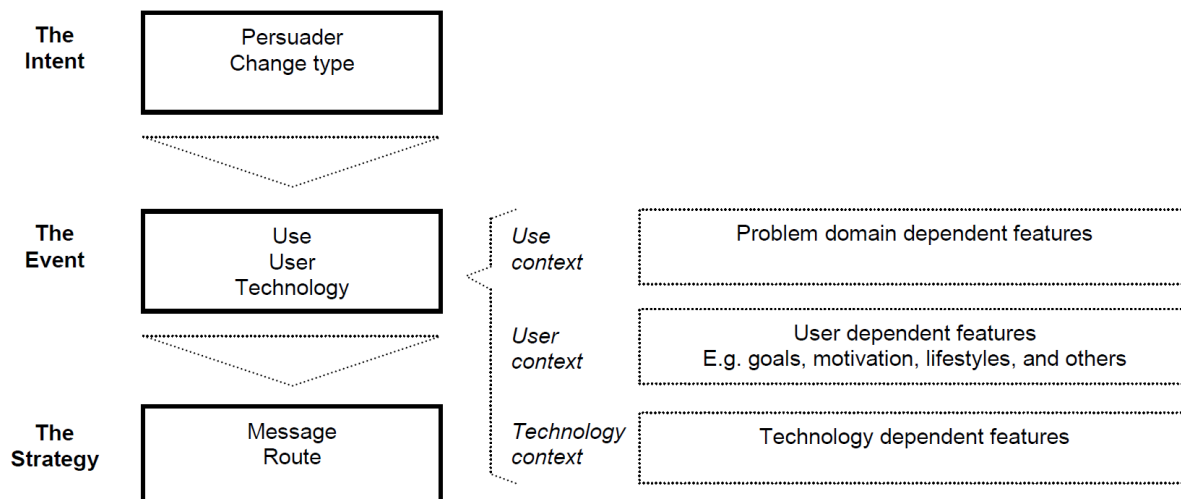 The
Intent
Persuader
Change type
The
Event
Use
User
Technology
Use
context
Problem domain dependent features
User
context
User dependent features
E.g. goals, motivation, lifestyles, and others
The
Strategy
Message
Route
Technology
context
Technology dependent features